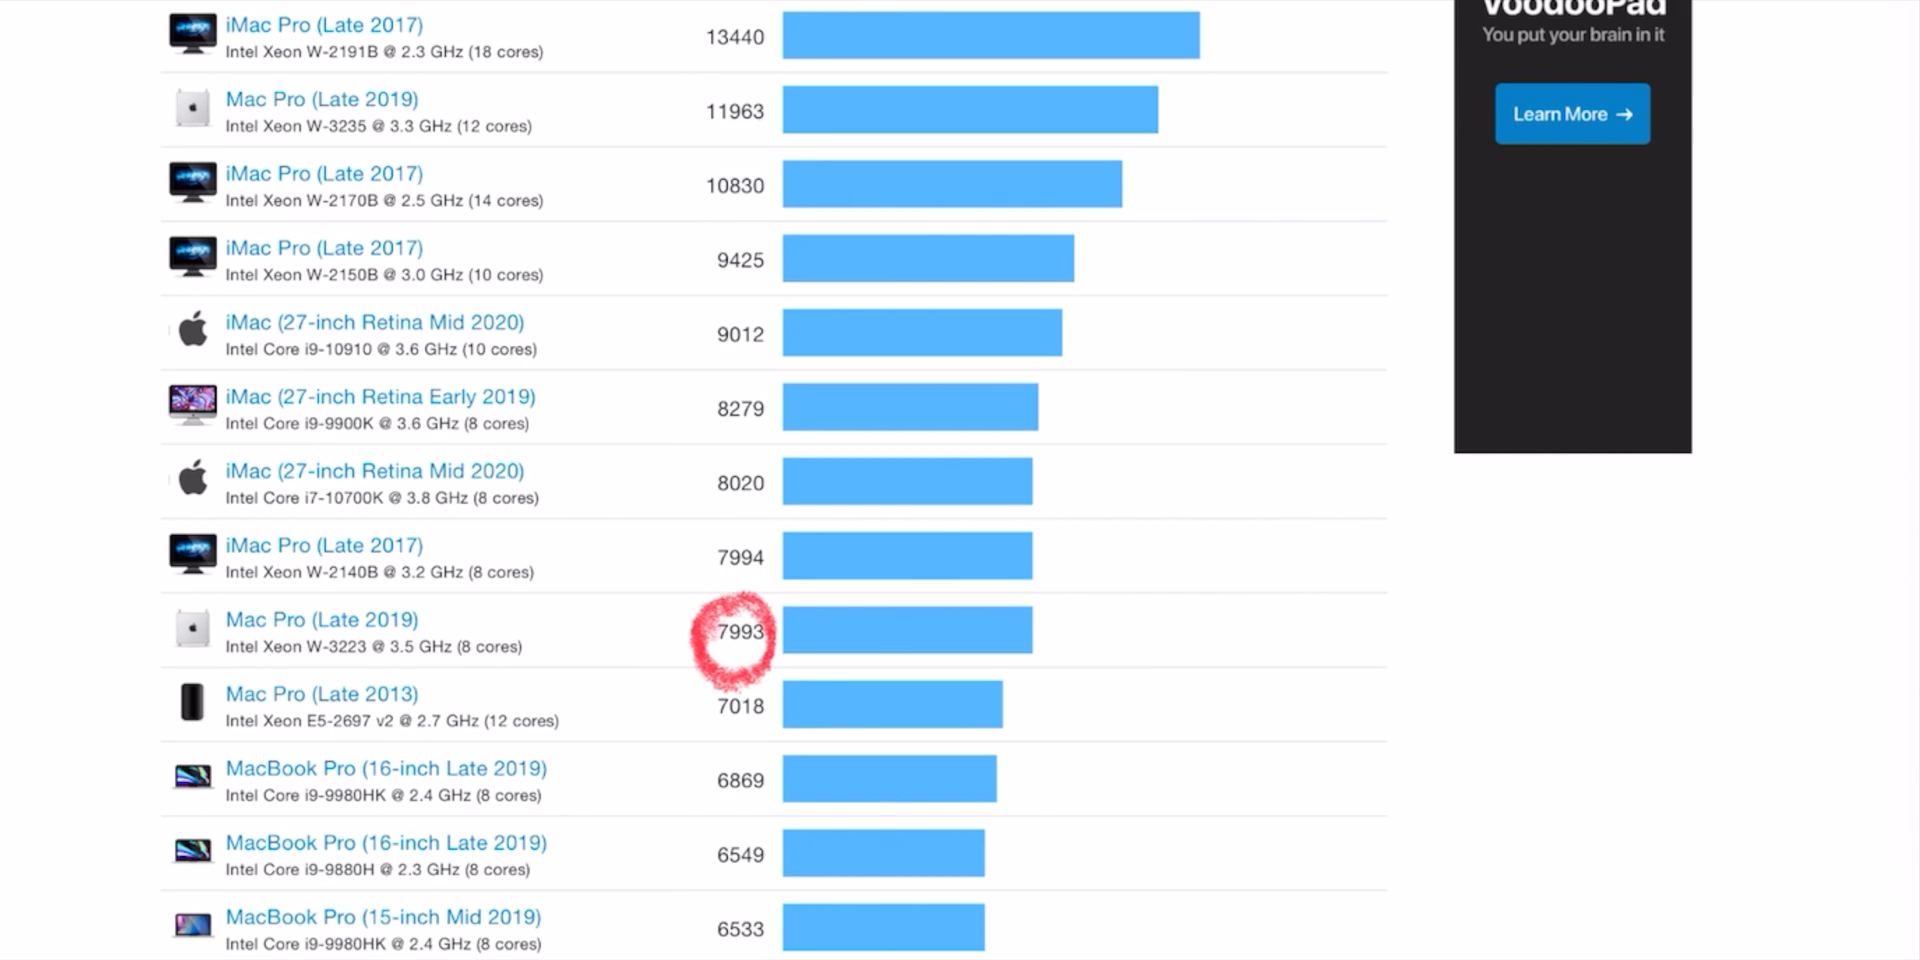 iMac Pro (Late 2017)
Intel Xeon W-2191B @ 2.3 GHz (18 cores)
13440
Mac Pro (Late 2019)
Intel Xeon W-3235 @ 3.3 GHz (12 cores)
11963
iMac Pro (Late 2017)
Intel Xeon W-2170B @ 2.5 GHz (14 cores)
10830
iMac Pro (Late 2017)
Intel Xeon W-2150B @ 3.0 GHz (10 cores)
9425
iMac (27-inch Retina Mid 2020)
Intel Core i9-10910 @ 3.6 GHz (10 cores)
9012
iMac (27-inch Retina Early 2019)
Intel Core i9-9900K @ 3.6 GHz (8 cores)
8279
iMac (27-inch Retina Mid 2020)
Intel Core i7-10700K @ 3.8 GHz (8 cores)
8020
iMac Pro (Late 2017)
Intel Xeon W-2140B @ 3.2 GHz (8 cores)
7994
Mac Pro (Late 2019)
Intel Xeon W-3223 @ 3.5 GHz (8 cores)
7993
Mac Pro (Late 2013)
Intel Xeon E5-2697 v2 @ 2.7 GHz (12 cores)
7018
MacBook Pro (16-inch Late 2019)
Intel Core i9-9980HK @ 2.4 GHz (8 cores)
6869
MacBook Pro (16-inch Late 2019)
Intel Core i9-9880H @ 2.3 GHz (8 cores)
6549
MacBook Pro (15-inch Mid 2019)
Intel Core i9-9980HK @ 2.4 GHz (8 cores)
6533
VoodooPad
You put your brain in it
Learn More →